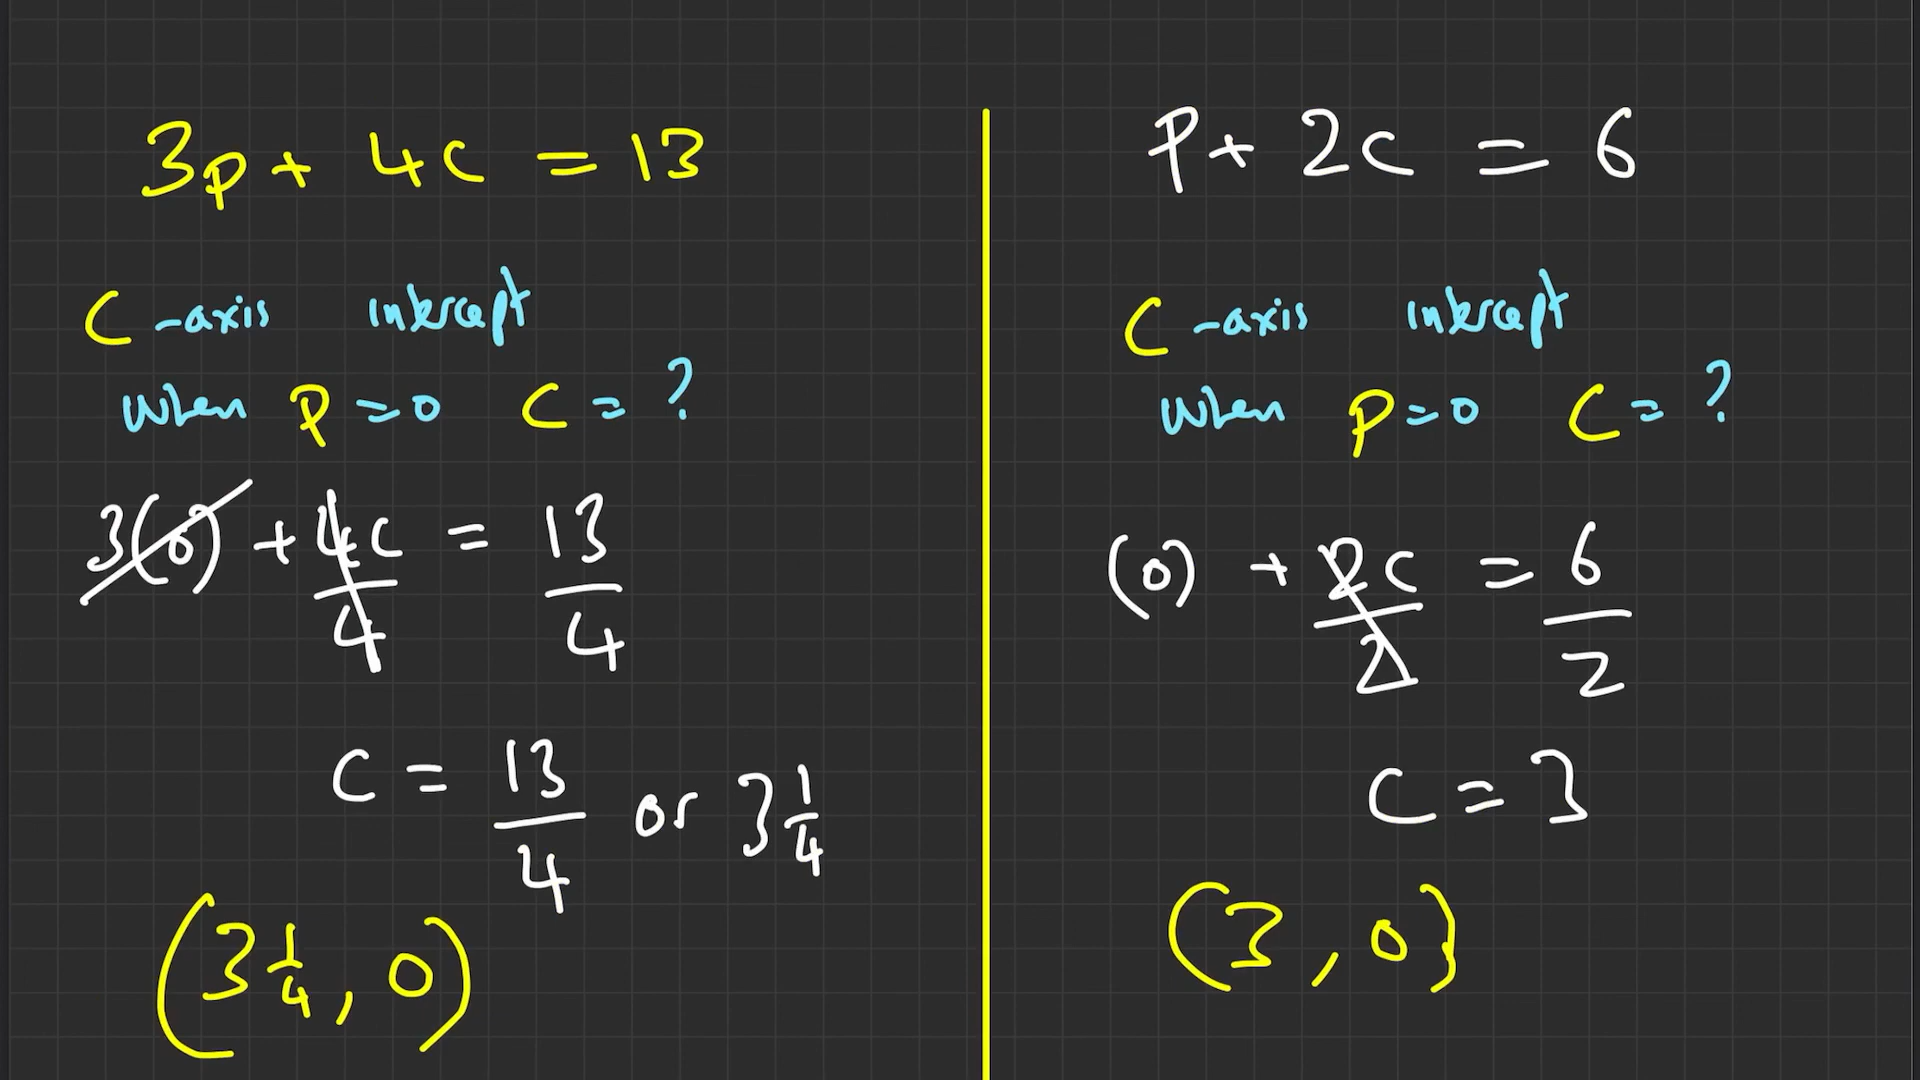 3p + 4c = 13
C-axis intercept
when P=0 C = ?
3(0) + 4c/4 = 13/4
C = 13/4 or 3 1/4
(3 1/4, 0)
P + 2c = 6
C-axis intercept
when P=0 C = ?
(0) + 2c/2 = 6/2
C = 3
(3, 0)